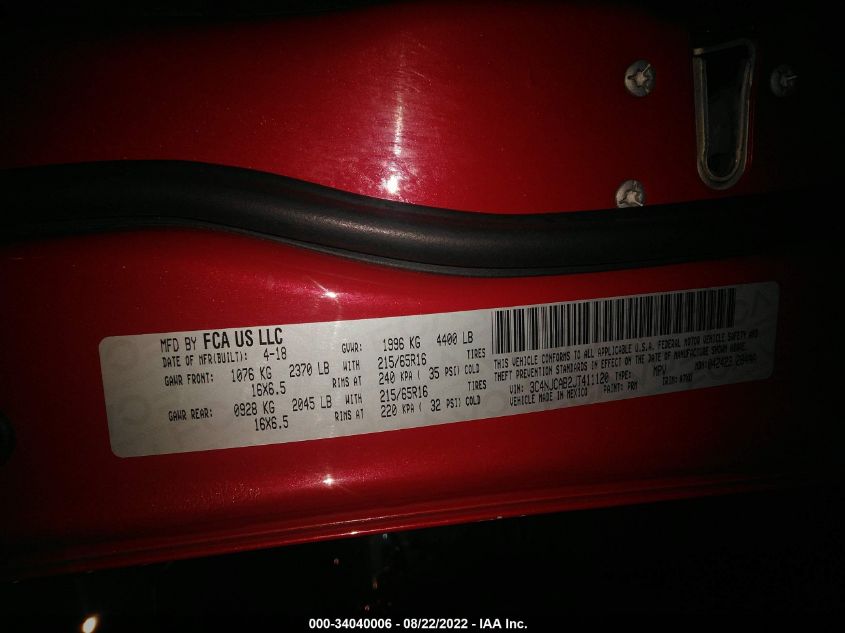 MFD BY FCA US LLC
DATE OF MFR(BUILT): 4-18 GVWR: 1996 KG 4400 LB
GAWR FRONT: 1076 KG 2370 LB WITH 215/65R16 TIRES
16X6.5 RIMS AT 240 KPA ( 35 PSI) COLD
GAWR REAR: 0928 KG 2045 LB WITH 215/65R16 TIRES
16X6.5 RIMS AT 220 KPA ( 32 PSI) COLD
THIS VEHICLE CONFORMS TO ALL APPLICABLE U.S.A. FEDERAL MOTOR VEHICLE SAFETY AND
THEFT PREVENTION STANDARDS IN EFFECT ON THE DATE OF MANUFACTURE SHOWN ABOVE.
VIN: 3C4NJCAB2JT411120 TYPE: MPV MDH:
VEHICLE MADE IN MEXICO PAINT: PRM TRIM:
000-34040006 - 08/22/2022 - IAA Inc.